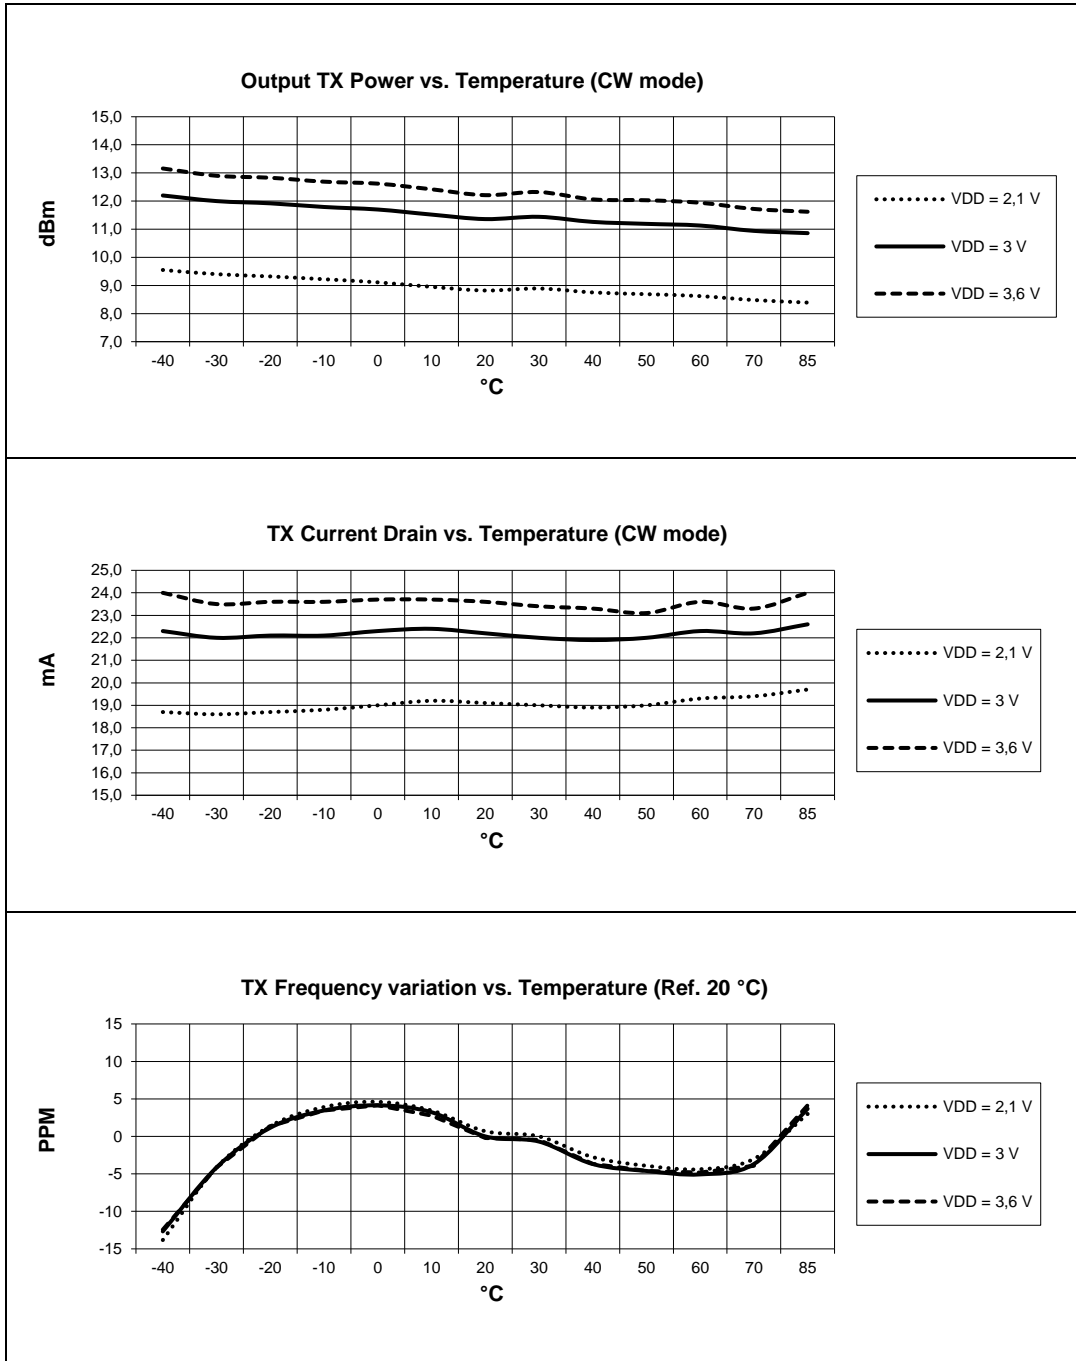 Output TX Power vs. Temperature (CW mode)
15,0
14,0
13,0
12,0
11,0
10,0
9,0
8,0
7,0
dBm
-40 -30 -20 -10 0 10 20 30 40 50 60 70 85
°C
VDD = 2,1 V
VDD = 3 V
VDD = 3,6 V
TX Current Drain vs. Temperature (CW mode)
25,0
24,0
23,0
22,0
21,0
20,0
19,0
18,0
17,0
16,0
15,0
mA
-40 -30 -20 -10 0 10 20 30 40 50 60 70 85
°C
VDD = 2,1 V
VDD = 3 V
VDD = 3,6 V
TX Frequency variation vs. Temperature (Ref. 20 °C)
15
10
5
0
-5
-10
-15
PPM
-40 -30 -20 -10 0 10 20 30 40 50 60 70 85
°C
VDD = 2,1 V
VDD = 3 V
VDD = 3,6 V